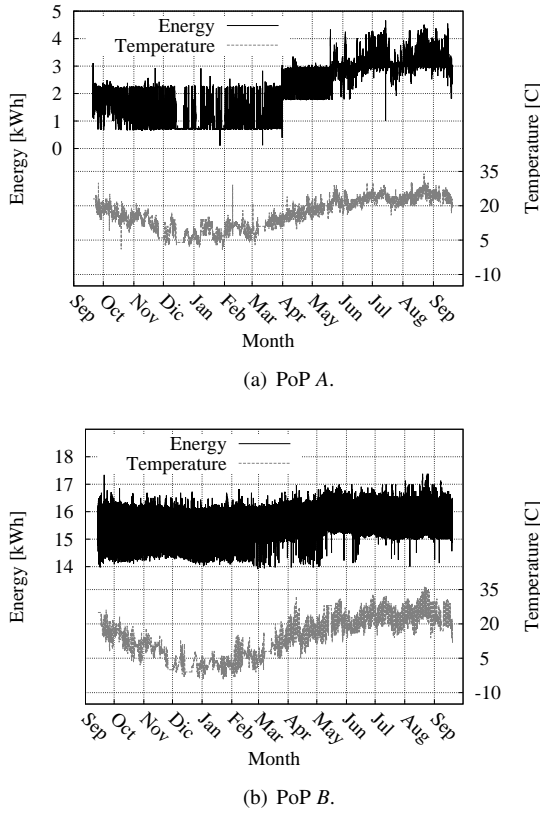 Energy
Temperature
5
4
3
2
1
0
35
20
5
-10
Energy [kWh]
Temperature [C]
Sep Oct Nov Dic Jan Feb Mar Apr May Jun Jul Aug Sep
Month
(a) PoP A.
Energy
Temperature
18
17
16
15
14
35
20
5
-10
Energy [kWh]
Temperature [C]
Sep Oct Nov Dic Jan Feb Mar Apr May Jun Jul Aug Sep
Month
(b) PoP B.